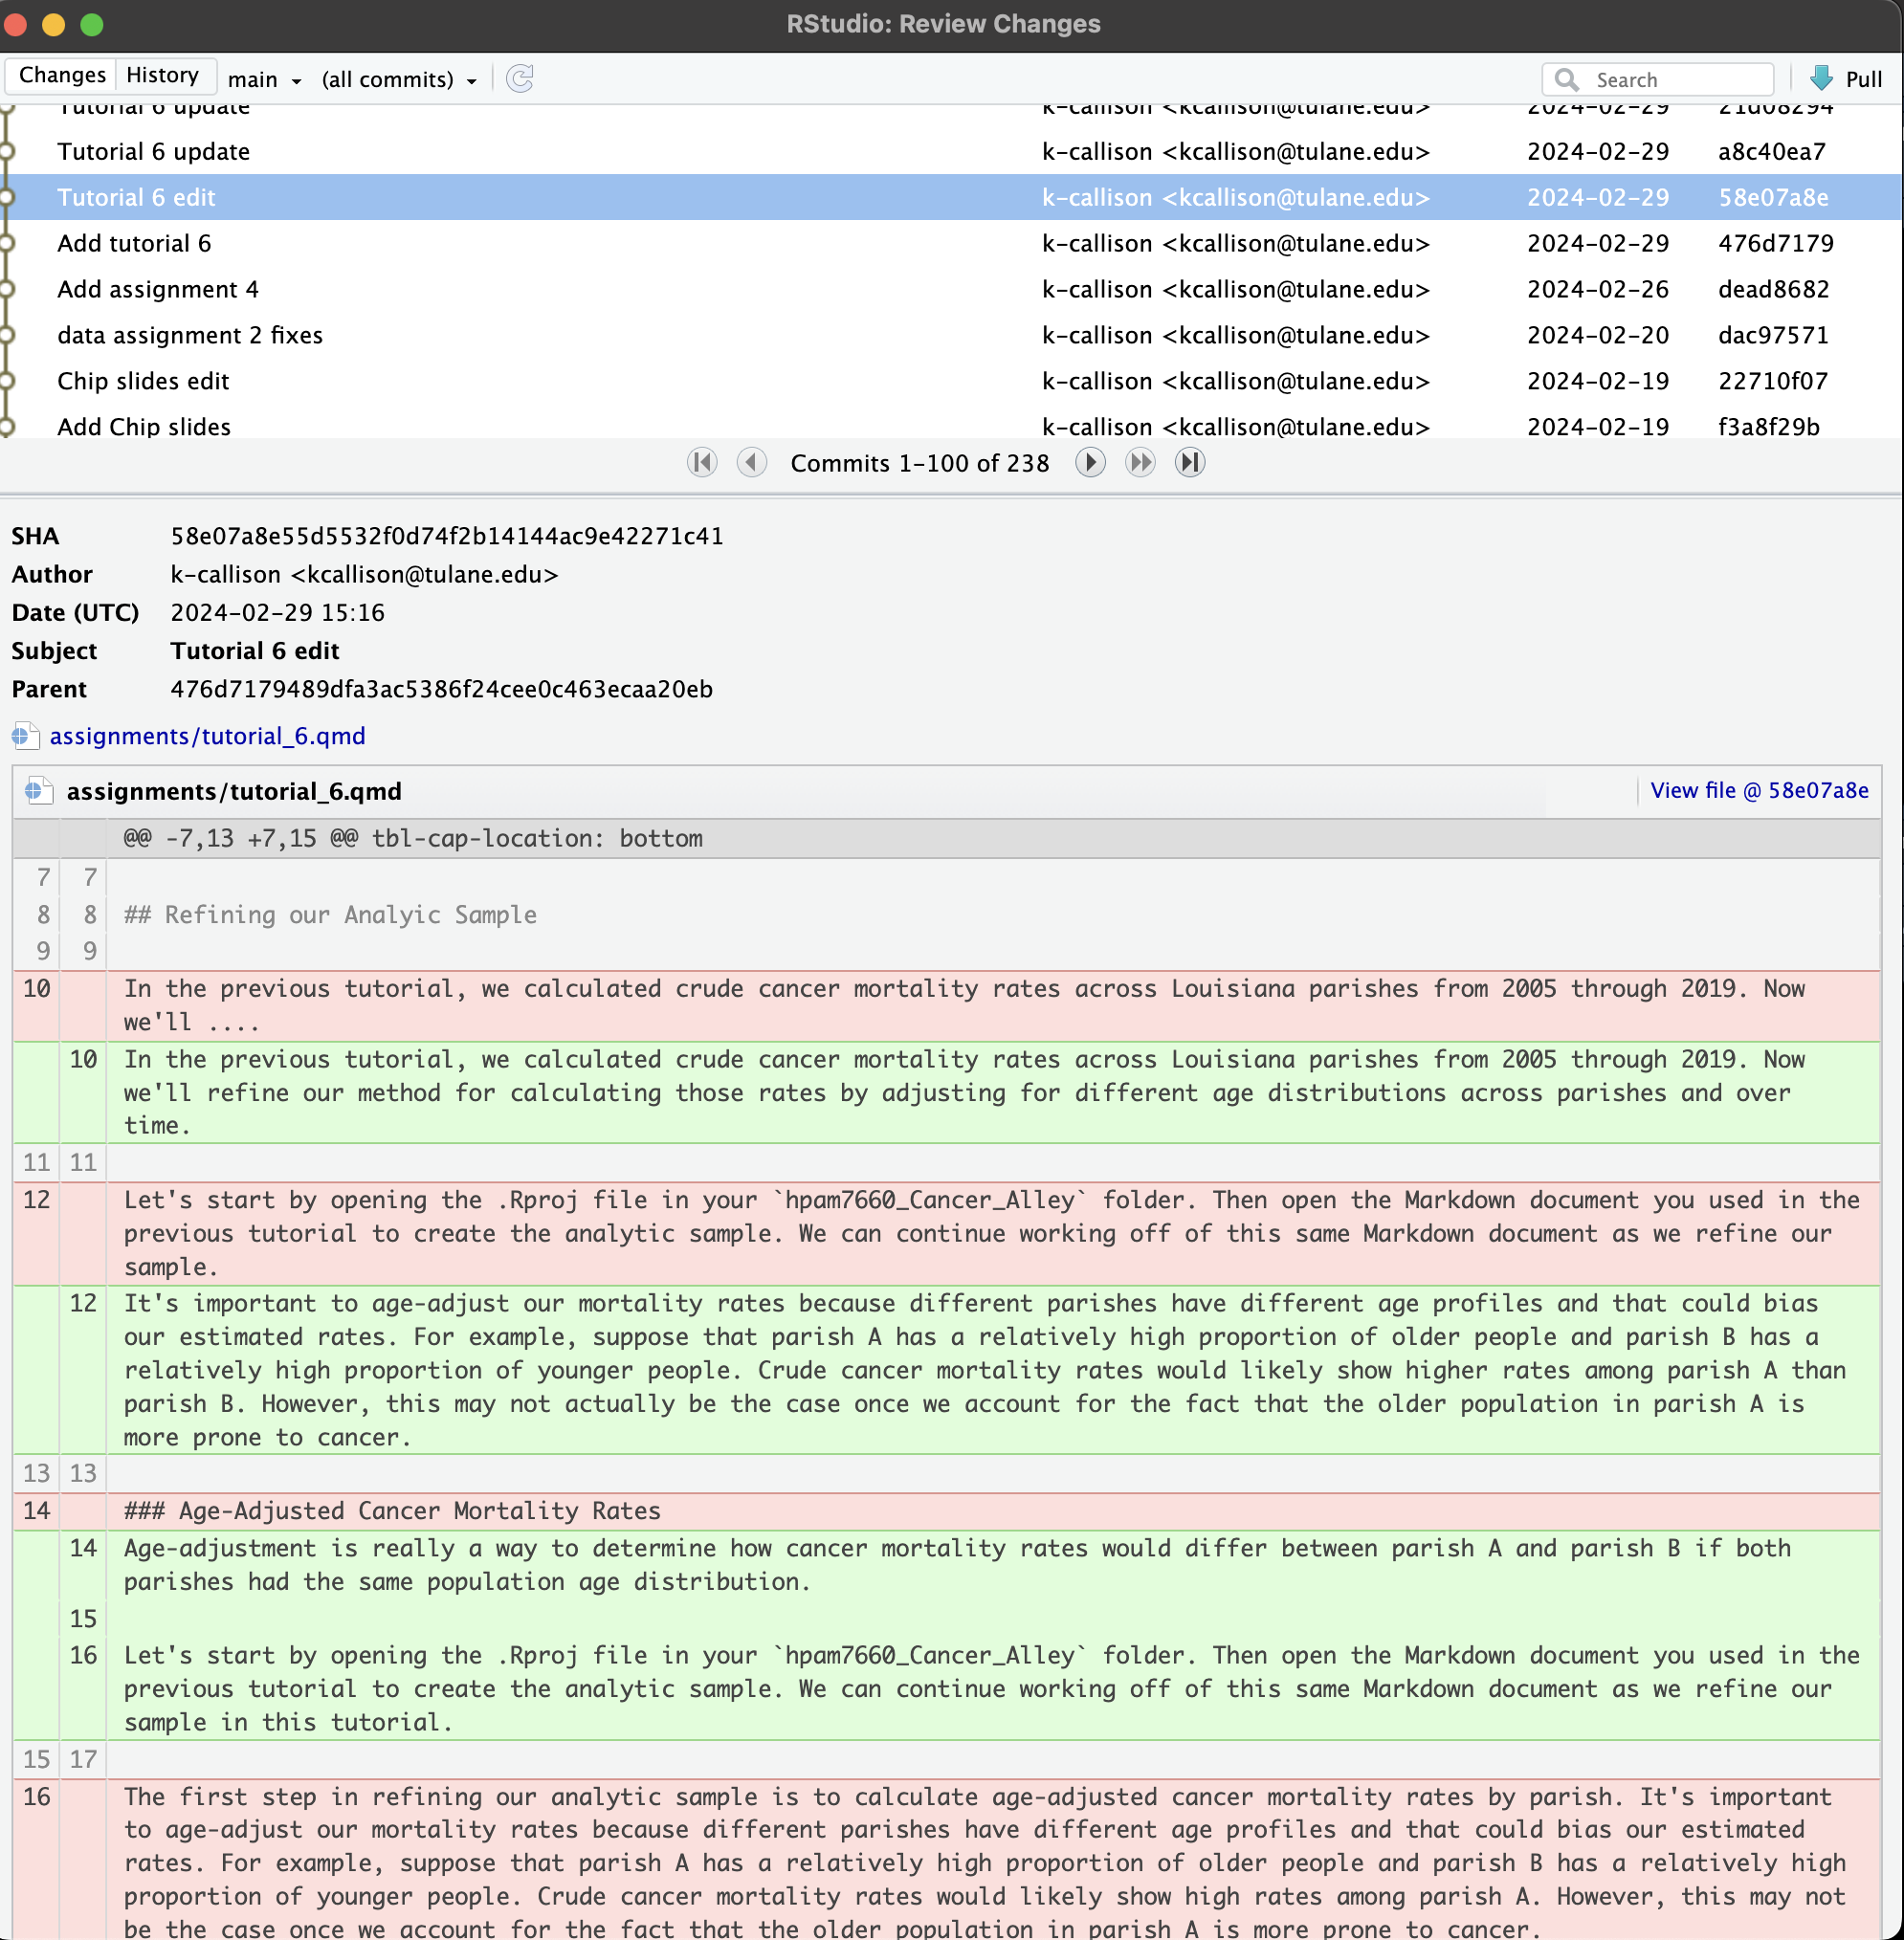 RStudio: Review Changes
Changes History main (all commits) Search Pull
Tutorial 6 update k-callison <kcallison@tulane.edu> 2024-02-29 21d08294
Tutorial 6 update k-callison <kcallison@tulane.edu> 2024-02-29 a8c40ea7
Tutorial 6 edit k-callison <kcallison@tulane.edu> 2024-02-29 58e07a8e
Add tutorial 6 k-callison <kcallison@tulane.edu> 2024-02-29 476d7179
Add assignment 4 k-callison <kcallison@tulane.edu> 2024-02-26 dead8682
data assignment 2 fixes k-callison <kcallison@tulane.edu> 2024-02-20 dac97571
Chip slides edit k-callison <kcallison@tulane.edu> 2024-02-19 22710f07
Add Chip slides k-callison <kcallison@tulane.edu> 2024-02-19 f3a8f29b
Commits 1-100 of 238
SHA 58e07a8e55d5532f0d74f2b14144ac9e42271c41
Author k-callison <kcallison@tulane.edu>
Date (UTC) 2024-02-29 15:16
Subject Tutorial 6 edit
Parent 476d7179489dfa3ac5386f24cee0c463ecaa20eb
assignments/tutorial_6.qmd
assignments/tutorial_6.qmd View file @ 58e07a8e
@@ -7,13 +7,15 @@ tbl-cap-location: bottom
7 7
8 8 ## Refining our Analyic Sample
9 9
10 In the previous tutorial, we calculated crude cancer mortality rates across Louisiana parishes from 2005 through 2019. Now
we'll ....
10 In the previous tutorial, we calculated crude cancer mortality rates across Louisiana parishes from 2005 through 2019. Now
we'll refine our method for calculating those rates by adjusting for different age distributions across parishes and over
time.
11 11
12 Let's start by opening the .Rproj file in your `hpam7660_Cancer_Alley` folder. Then open the Markdown document you used in the
previous tutorial to create the analytic sample. We can continue working off of this same Markdown document as we refine our
sample.
12 It's important to age-adjust our mortality rates because different parishes have different age profiles and that could bias
our estimated rates. For example, suppose that parish A has a relatively high proportion of older people and parish B has a
relatively high proportion of younger people. Crude cancer mortality rates would likely show higher rates among parish A than
parish B. However, this may not actually be the case once we account for the fact that the older population in parish A is
more prone to cancer.
13 13
14 ### Age-Adjusted Cancer Mortality Rates
14 Age-adjustment is really a way to determine how cancer mortality rates would differ between parish A and parish B if both
parishes had the same population age distribution.
15
16 Let's start by opening the .Rproj file in your `hpam7660_Cancer_Alley` folder. Then open the Markdown document you used in the
previous tutorial to create the analytic sample. We can continue working off of this same Markdown document as we refine our
sample in this tutorial.
15 17
16 The first step in refining our analytic sample is to calculate age-adjusted cancer mortality rates by parish. It's important
to age-adjust our mortality rates because different parishes have different age profiles and that could bias our estimated
rates. For example, suppose that parish A has a relatively high proportion of older people and parish B has a relatively high
proportion of younger people. Crude cancer mortality rates would likely show high rates among parish A. However, this may not
be the case once we account for the fact that the older population in parish A is more prone to cancer.